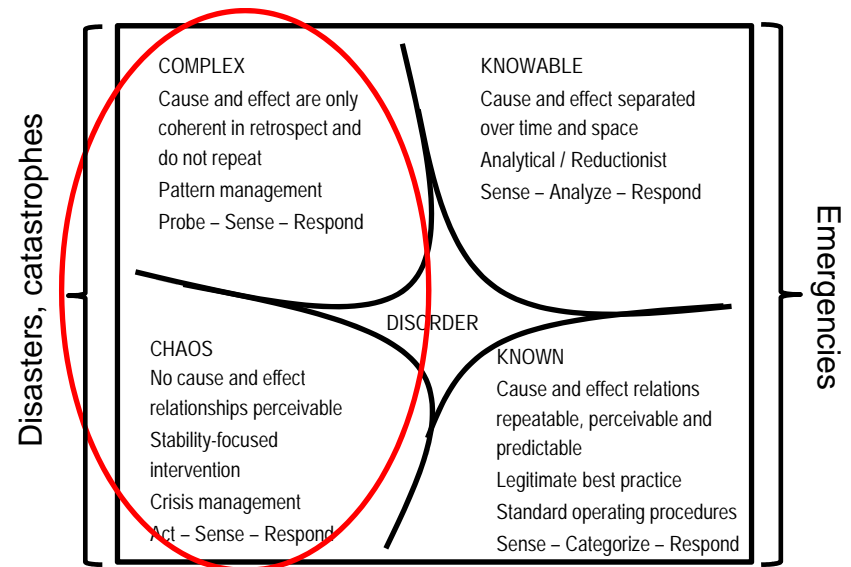 Disasters, catastrophes
COMPLEX
Cause and effect are only
coherent in retrospect and
do not repeat
Pattern management
Probe – Sense – Respond
KNOWABLE
Cause and effect separated
over time and space
Analytical / Reductionist
Sense – Analyze – Respond
DISORDER
CHAOS
No cause and effect
relationships perceivable
Stability-focused
intervention
Crisis management
Act – Sense – Respond
KNOWN
Cause and effect relations
repeatable, perceivable and
predictable
Legitimate best practice
Standard operating procedures
Sense – Categorize – Respond
Emergencies